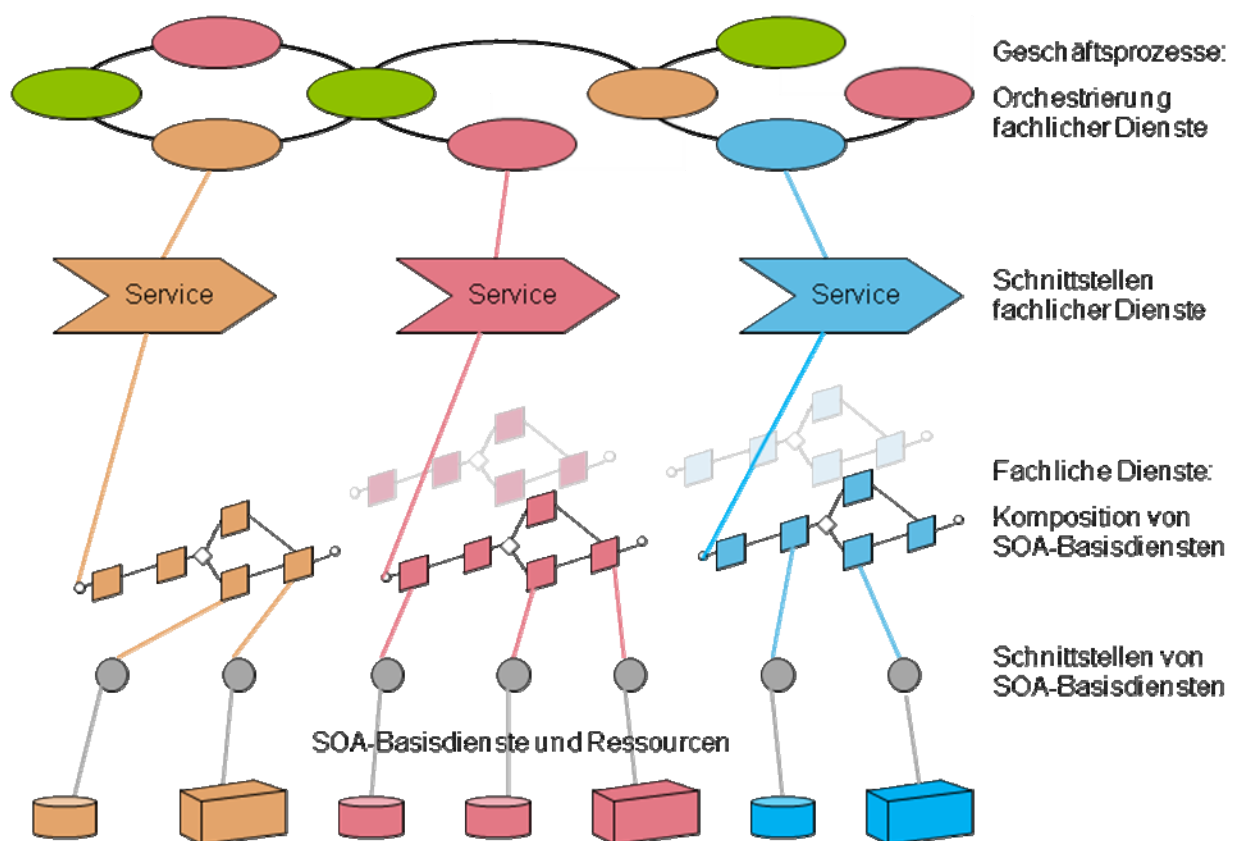 Geschäftsprozesse:
Orchestrierung
fachlicher Dienste
Service
Service
Service
Schnittstellen
fachlicher Dienste
Fachliche Dienste:
Komposition von
SOA-Basisdiensten
Schnittstellen von
SOA-Basisdiensten
SOA-Basisdienste und Ressourcen